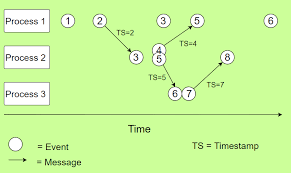 Process 1 1 2 3 5 6
TS=2 TS=4
4
Process 2 3 5 8
TS=5 TS=7
Process 3 6 7
Time
= Event TS = Timestamp
= Message